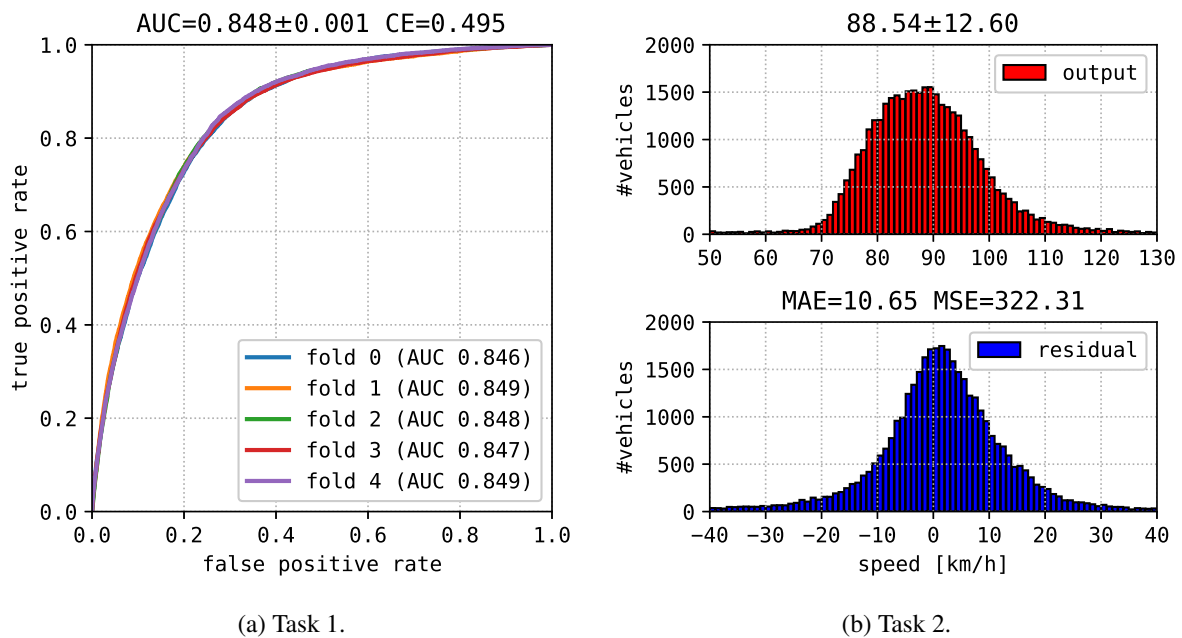 AUC=0.848±0.001 CE=0.495
true positive rate
1.0
0.8
0.6
0.4
0.2
0.0
fold 0 (AUC 0.846)
fold 1 (AUC 0.849)
fold 2 (AUC 0.848)
fold 3 (AUC 0.847)
fold 4 (AUC 0.849)
0.0 0.2 0.4 0.6 0.8 1.0
false positive rate
(a) Task 1.
88.54±12.60
#vehicles
2000
1500
1000
500
0
output
50 60 70 80 90 100 110 120 130
MAE=10.65 MSE=322.31
#vehicles
2000
1500
1000
500
0
residual
−40 −30 −20 −10 0 10 20 30 40
speed [km/h]
(b) Task 2.